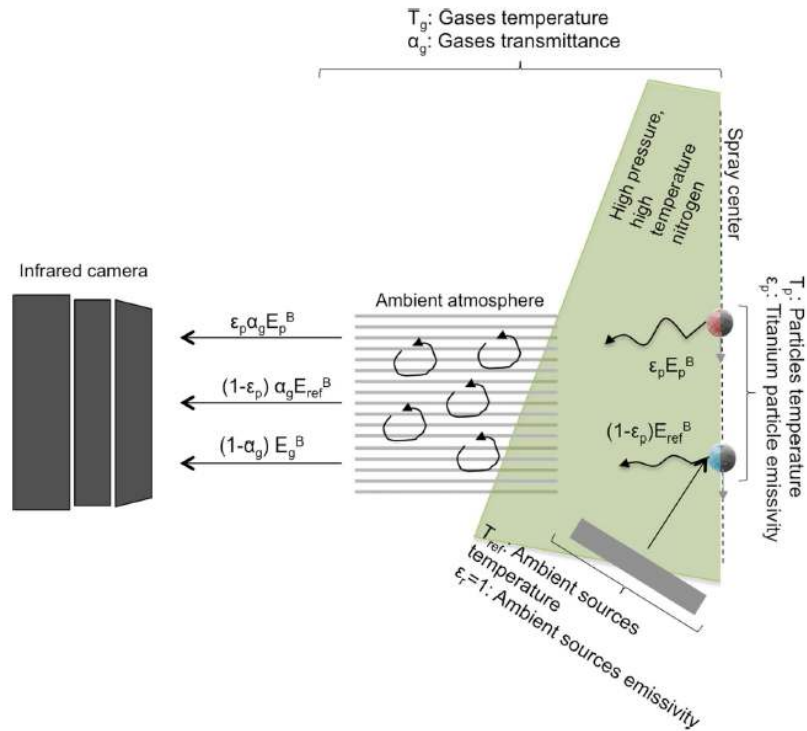 T̅g: Gases temperature
αg: Gases transmittance
High pressure,
high
temperature
nitrogen
Spray center
Infrared camera
Ambient atmosphere
εpαgEpᴮ
(1-εp) αgErefᴮ
(1-αg) Egᴮ
εpEpᴮ
(1-εp)Erefᴮ
Tp: Particles temperature
εp: Titanium particle emissivity
Tref: Ambient sources
temperature
εr=1: Ambient sources emissivity